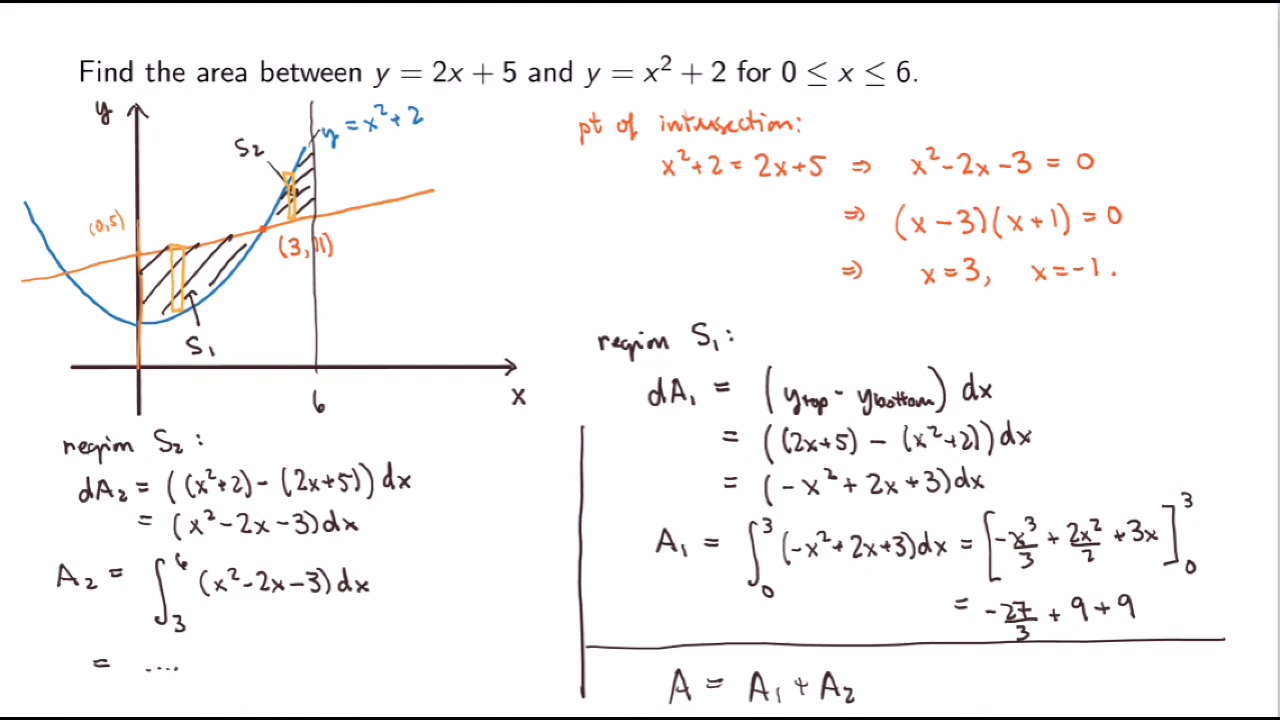 Find the area between y = 2x + 5 and y = x² + 2 for 0 ≤ x ≤ 6.
y
y = x² + 2
S₂
(0,5)
(3,11)
S₁
6
x
pt of intersection:
x² + 2 = 2x + 5 ⇒ x² - 2x - 3 = 0
⇒ (x - 3)(x + 1) = 0
⇒ x = 3, x = -1.
region S₁:
dA₁ = (y_top - y_bottom) dx
= ((2x+5) - (x²+2)) dx
= (-x² + 2x + 3) dx
A₁ = ∫₀³ (-x² + 2x + 3) dx = [-x³/3 + 2x²/2 + 3x]₀³
= -27/3 + 9 + 9
region S₂:
dA₂ = ((x²+2) - (2x+5)) dx
= (x² - 2x - 3) dx
A₂ = ∫₃⁶ (x² - 2x - 3) dx
= ....
A = A₁ + A₂